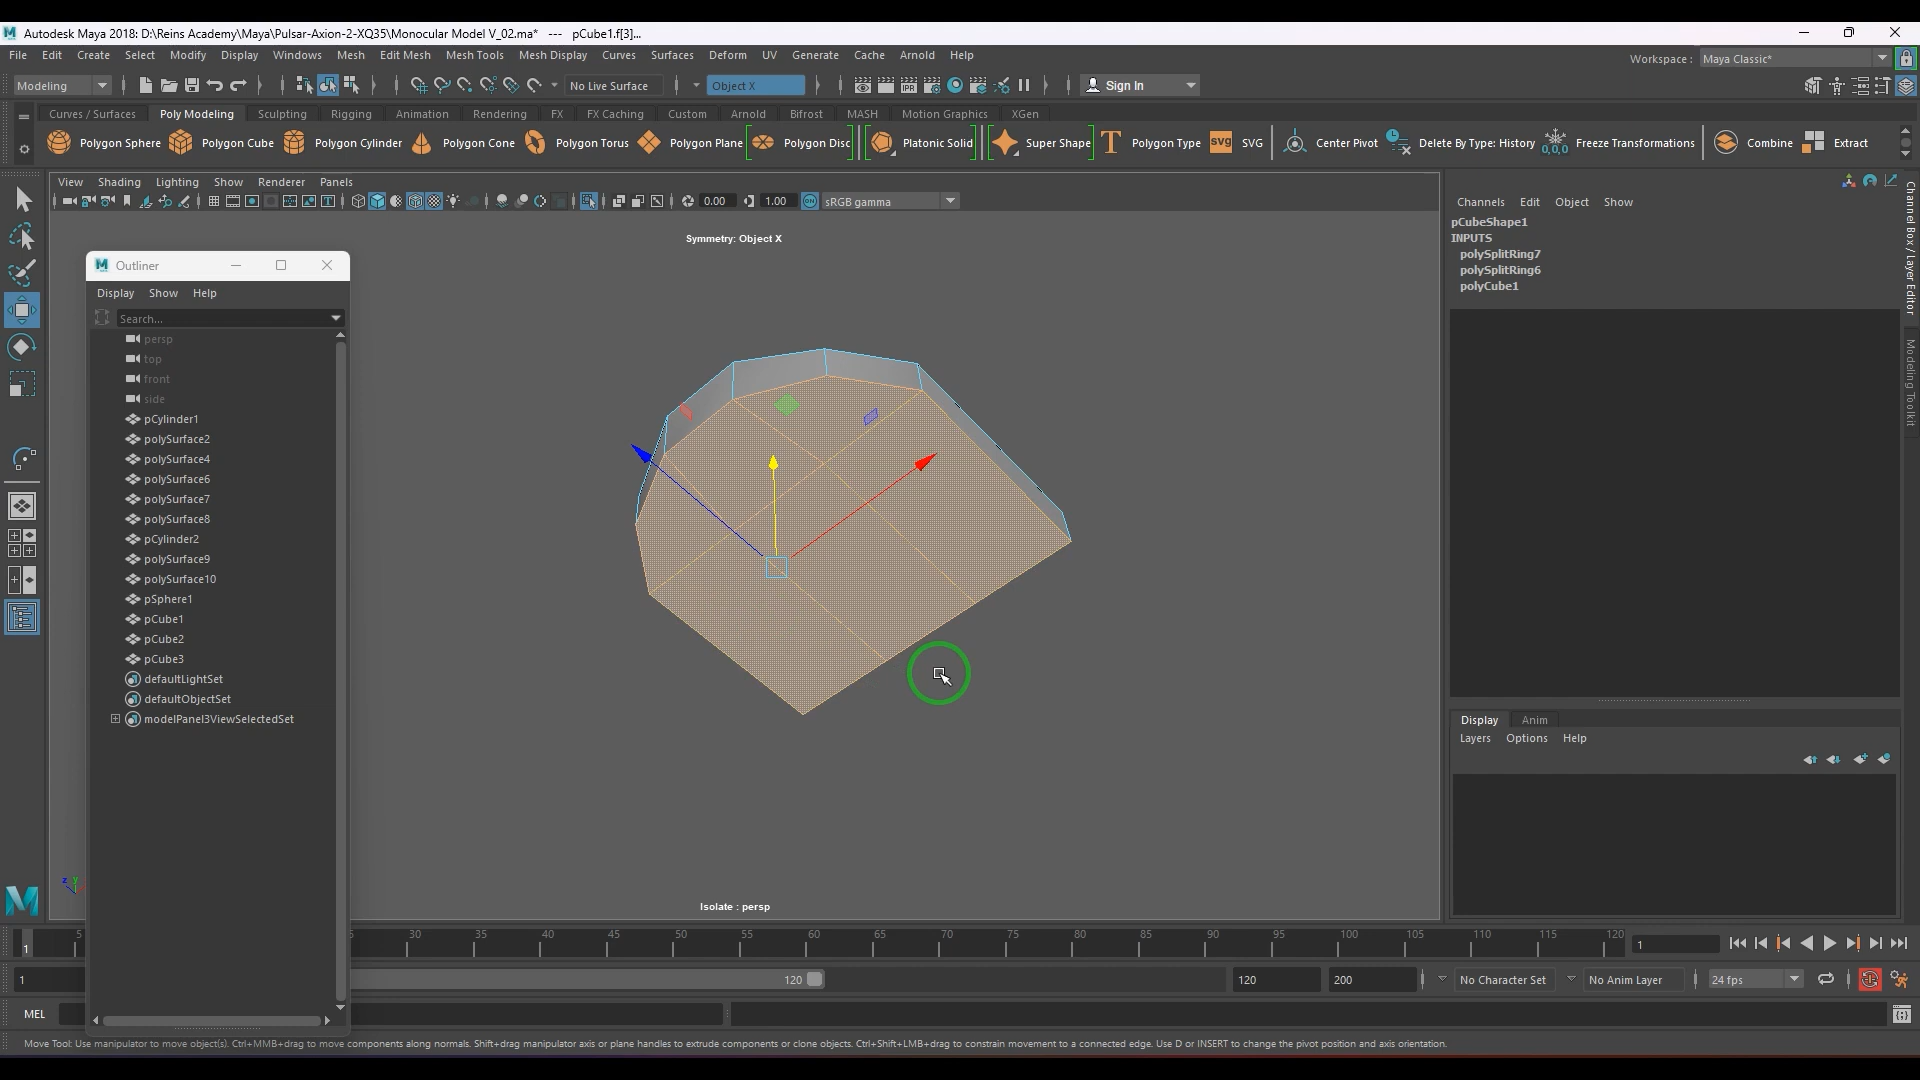 Autodesk Maya 2018: D:\Reins Academy\Maya\Pulsar-Axion-2-XQ35\Monocular Model V_02.ma*  ---  pCube1.f[3]...
File Edit Create Select Modify Display Windows Mesh Edit Mesh Mesh Tools Mesh Display Curves Surfaces Deform UV Generate Cache Arnold Help
Workspace : Maya Classic*
Modeling No Live Surface Object X Sign In
Curves / Surfaces Poly Modeling Sculpting Rigging Animation Rendering FX FX Caching Custom Arnold Bifrost MASH Motion Graphics XGen
Polygon Sphere Polygon Cube Polygon Cylinder Polygon Cone Polygon Torus Polygon Plane Polygon Disc Platonic Solid Super Shape Polygon Type SVG SVG Center Pivot Delete By Type: History 0,0,0 Freeze Transformations Combine Extract
View Shading Lighting Show Renderer Panels
0.00 1.00 ON sRGB gamma
Symmetry: Object X
Outliner
Display Show Help
Search...
persp
top
front
side
pCylinder1
polySurface2
polySurface4
polySurface6
polySurface7
polySurface8
pCylinder2
polySurface9
polySurface10
pSphere1
pCube1
pCube2
pCube3
defaultLightSet
defaultObjectSet
modelPanel3ViewSelectedSet
z y
Isolate : persp
Channels Edit Object Show
pCubeShape1
INPUTS
polySplitRing7
polySplitRing6
polyCube1
Channel Box / Layer Editor
Modeling Toolkit
Display Anim
Layers Options Help
1 5 30 35 40 45 50 55 60 65 70 75 80 85 90 95 100 105 110 115 120 1
1 120 120 200 No Character Set No Anim Layer 24 fps
MEL
Move Tool: Use manipulator to move object(s). Ctrl+MMB+drag to move components along normals. Shift+drag manipulator axis or plane handles to extrude components or clone objects. Ctrl+Shift+LMB+drag to constrain movement to a connected edge. Use D or INSERT to change the pivot position and axis orientation.